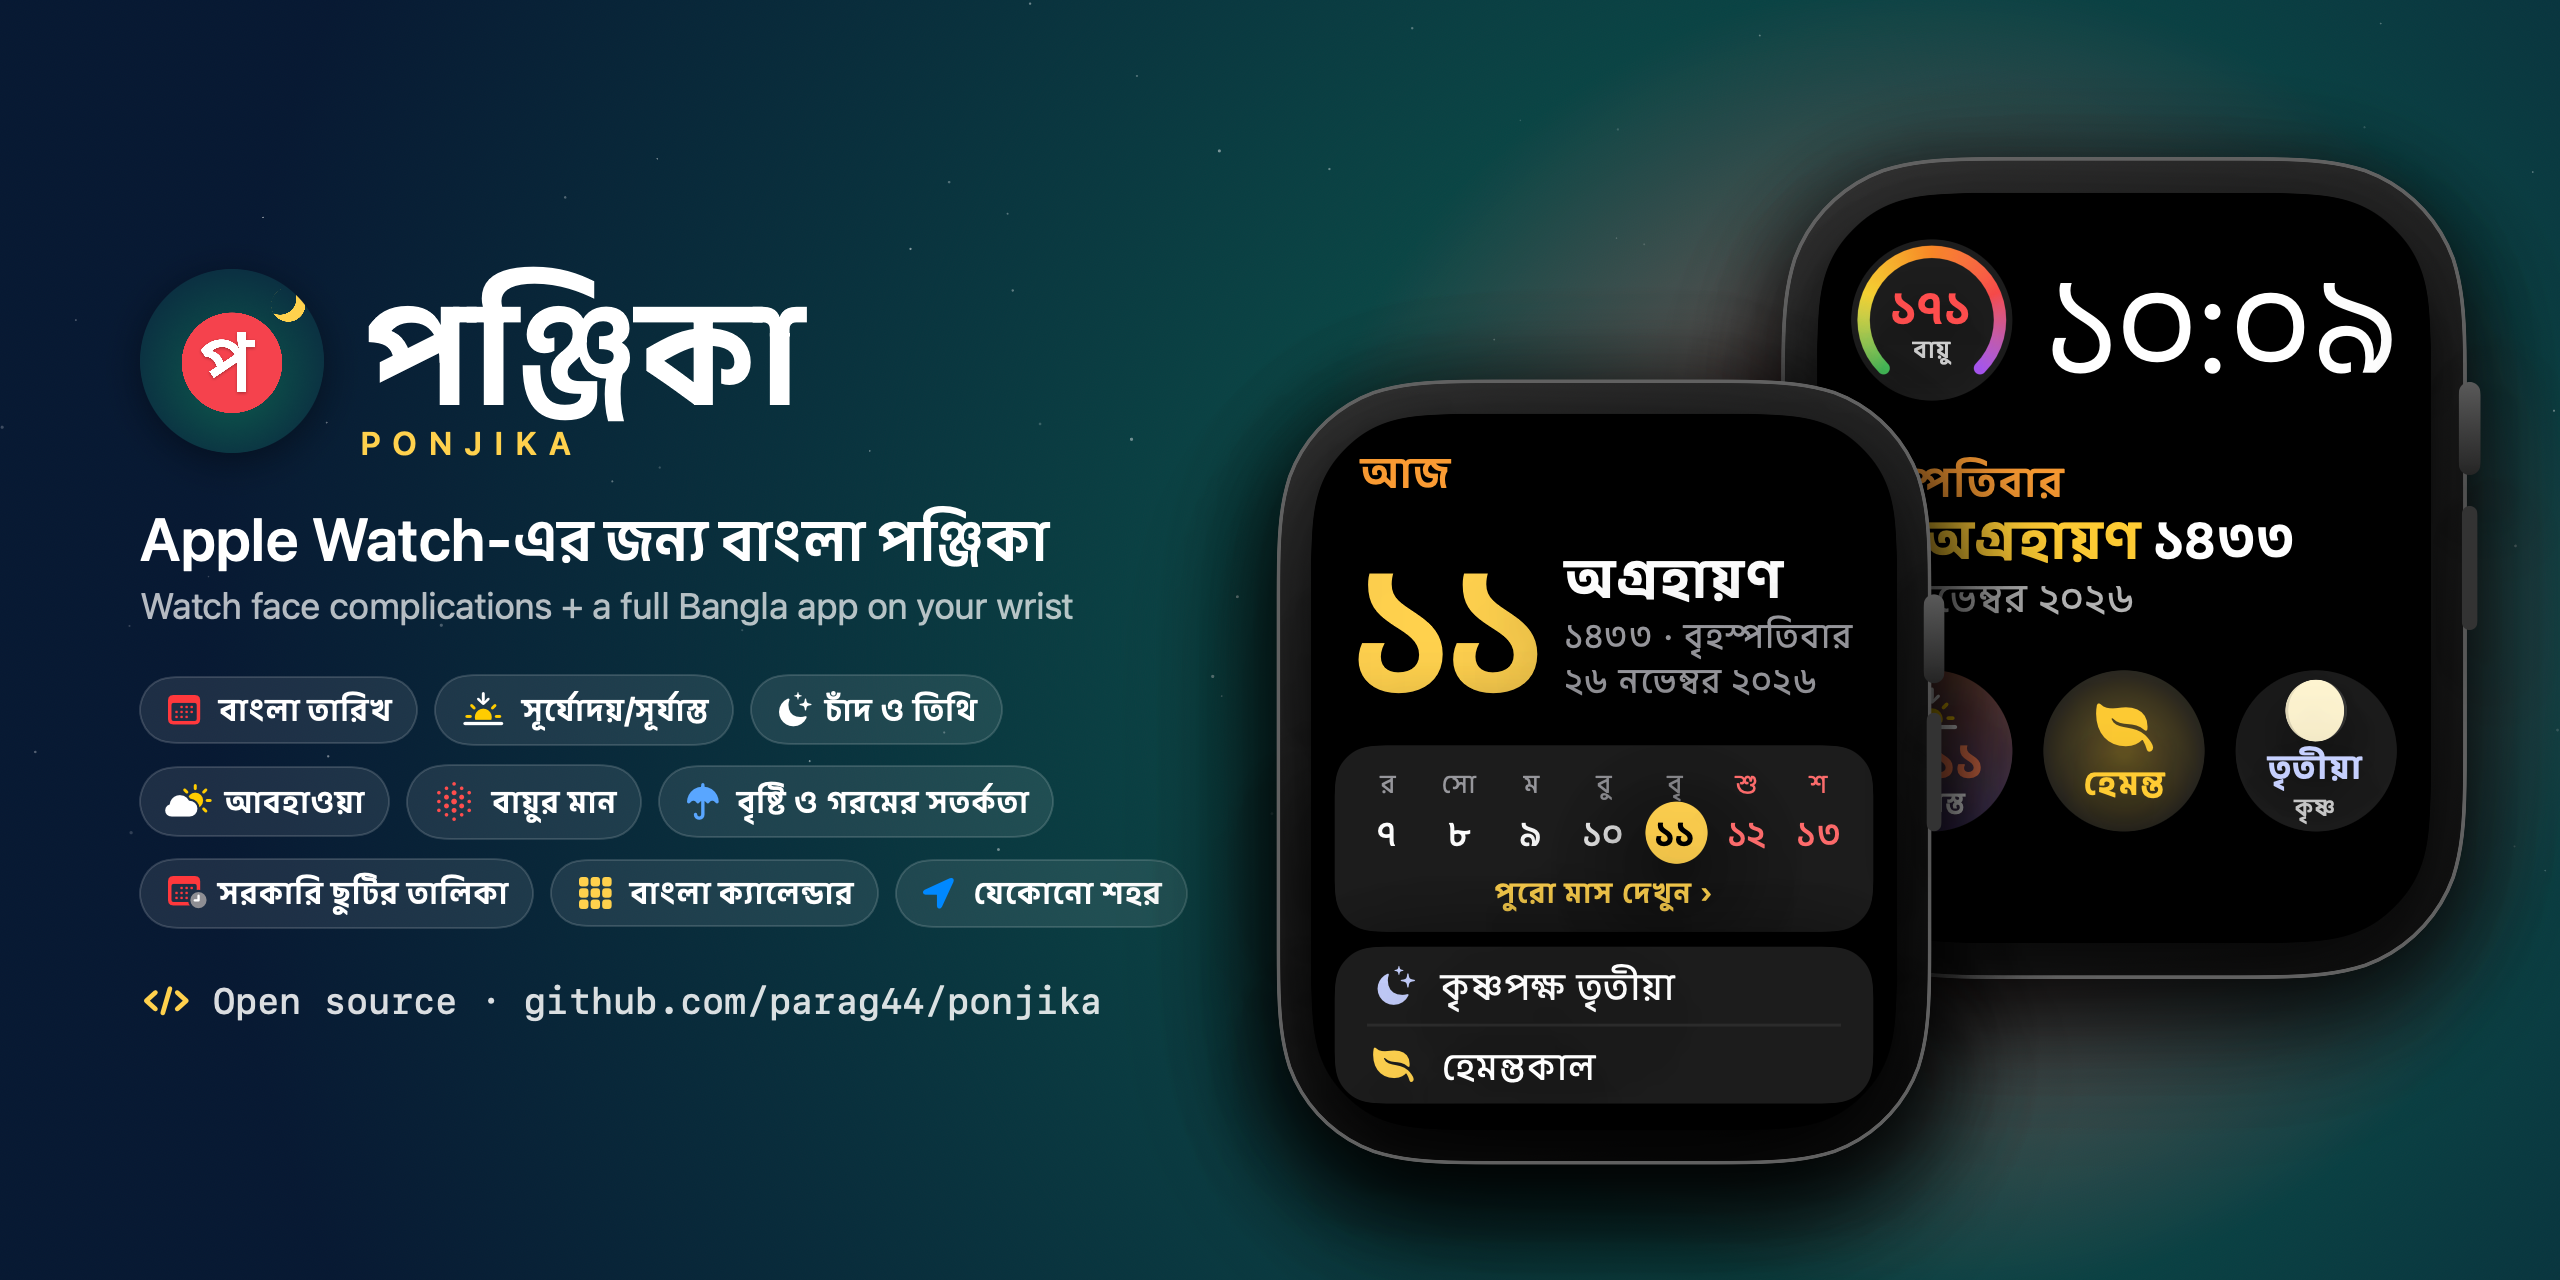 প
পঞ্জিকা
PONJIKA
Apple Watch-এর জন্য বাংলা পঞ্জিকা
Watch face complications + a full Bangla app on your wrist
বাংলা তারিখ
সূর্যোদয়/সূর্যাস্ত
চাঁদ ও তিথি
আবহাওয়া
বায়ুর মান
বৃষ্টি ও গরমের সতর্কতা
সরকারি ছুটির তালিকা
বাংলা ক্যালেন্ডার
যেকোনো শহর
</> Open source · github.com/parag44/ponjika
আজ
১১
অগ্রহায়ণ
১৪৩৩ · বৃহস্পতিবার
২৬ নভেম্বর ২০২৬
র সো ম বু বৃ শু শ
৭ ৮ ৯ ১০ ১১ ১২ ১৩
পুরো মাস দেখুন ›
কৃষ্ণপক্ষ তৃতীয়া
হেমন্তকাল
১৭১
বায়ু
১০:০৯
স্পতিবার
অগ্রহায়ণ ১৪৩৩
ভেম্বর ২০২৬
হেমন্ত
তৃতীয়া
কৃষ্ণ